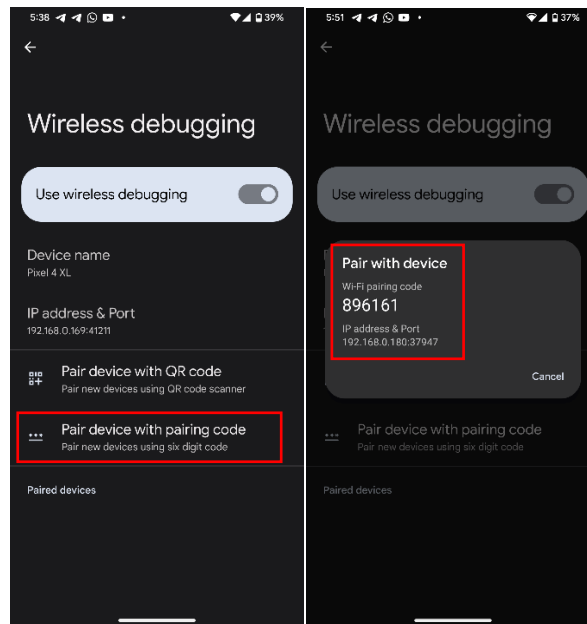 5:38
39%
Wireless debugging
Use wireless debugging
Device name
Pixel 4 XL
IP address & Port
192.168.0.169:41211
Pair device with QR code
Pair new devices using QR code scanner
Pair device with pairing code
Pair new devices using six digit code
Paired devices
5:51
37%
Wireless debugging
Use wireless debugging
Pair with device
Wi-Fi pairing code
896161
IP address & Port
192.168.0.180:37947
Cancel
Pair device with pairing code
Pair new devices using six digit code
Paired devices